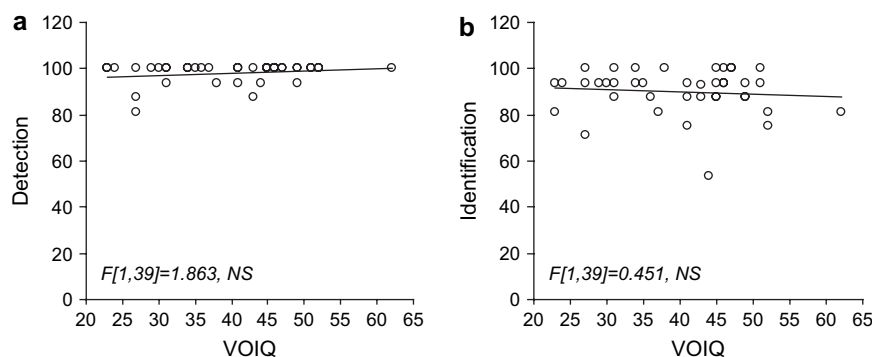 a
120
100
80
60
40
20
0
Detection
F[1,39]=1.863, NS
20 25 30 35 40 45 50 55 60 65
VOIQ
b
120
100
80
60
40
20
0
Identification
F[1,39]=0.451, NS
20 25 30 35 40 45 50 55 60 65
VOIQ